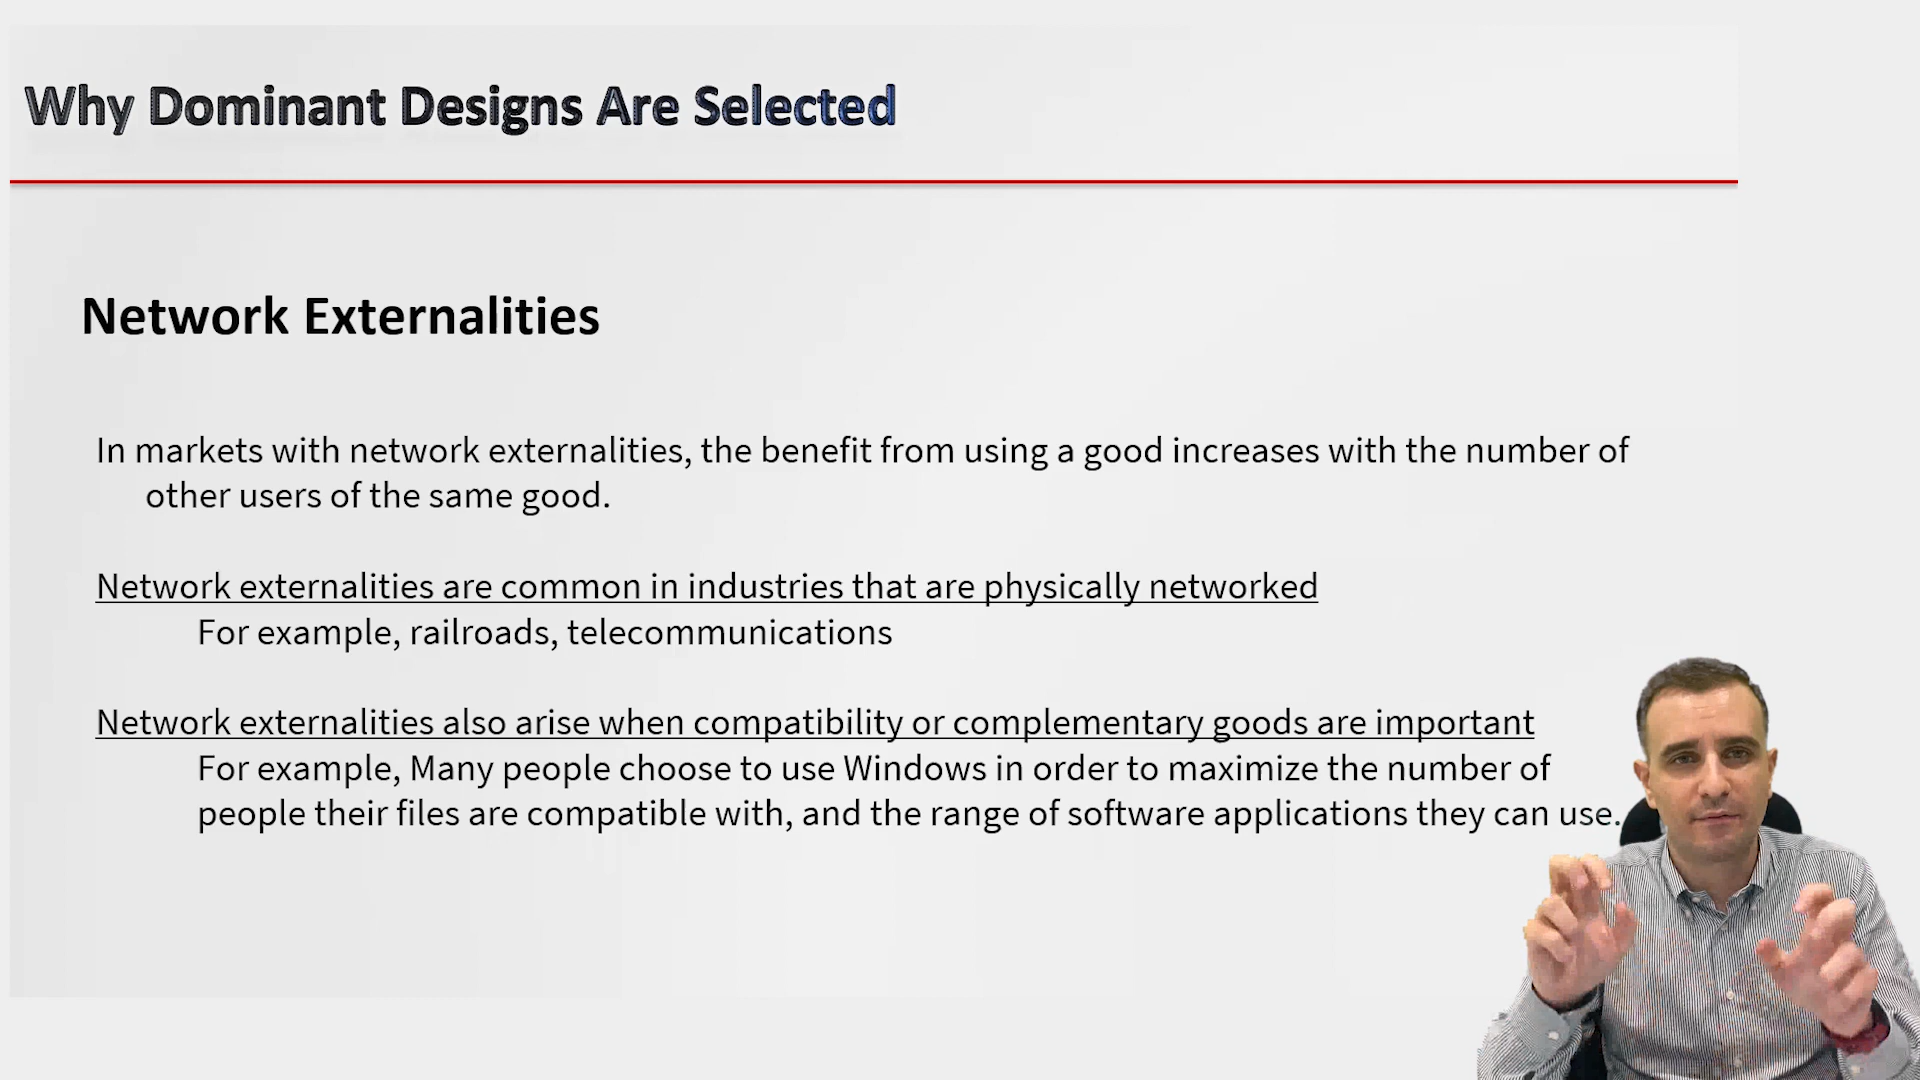 Why Dominant Designs Are Selected
Network Externalities
In markets with network externalities, the benefit from using a good increases with the number of
other users of the same good.
Network externalities are common in industries that are physically networked
For example, railroads, telecommunications
Network externalities also arise when compatibility or complementary goods are important
For example, Many people choose to use Windows in order to maximize the number of
people their files are compatible with, and the range of software applications they can use.